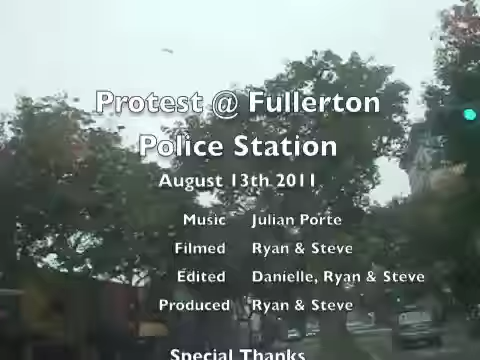 Protest @ Fullerton
Police Station
August 13th 2011
Music Julian Porte
Filmed Ryan & Steve
Edited Danielle, Ryan & Steve
Produced Ryan & Steve
Special Thanks